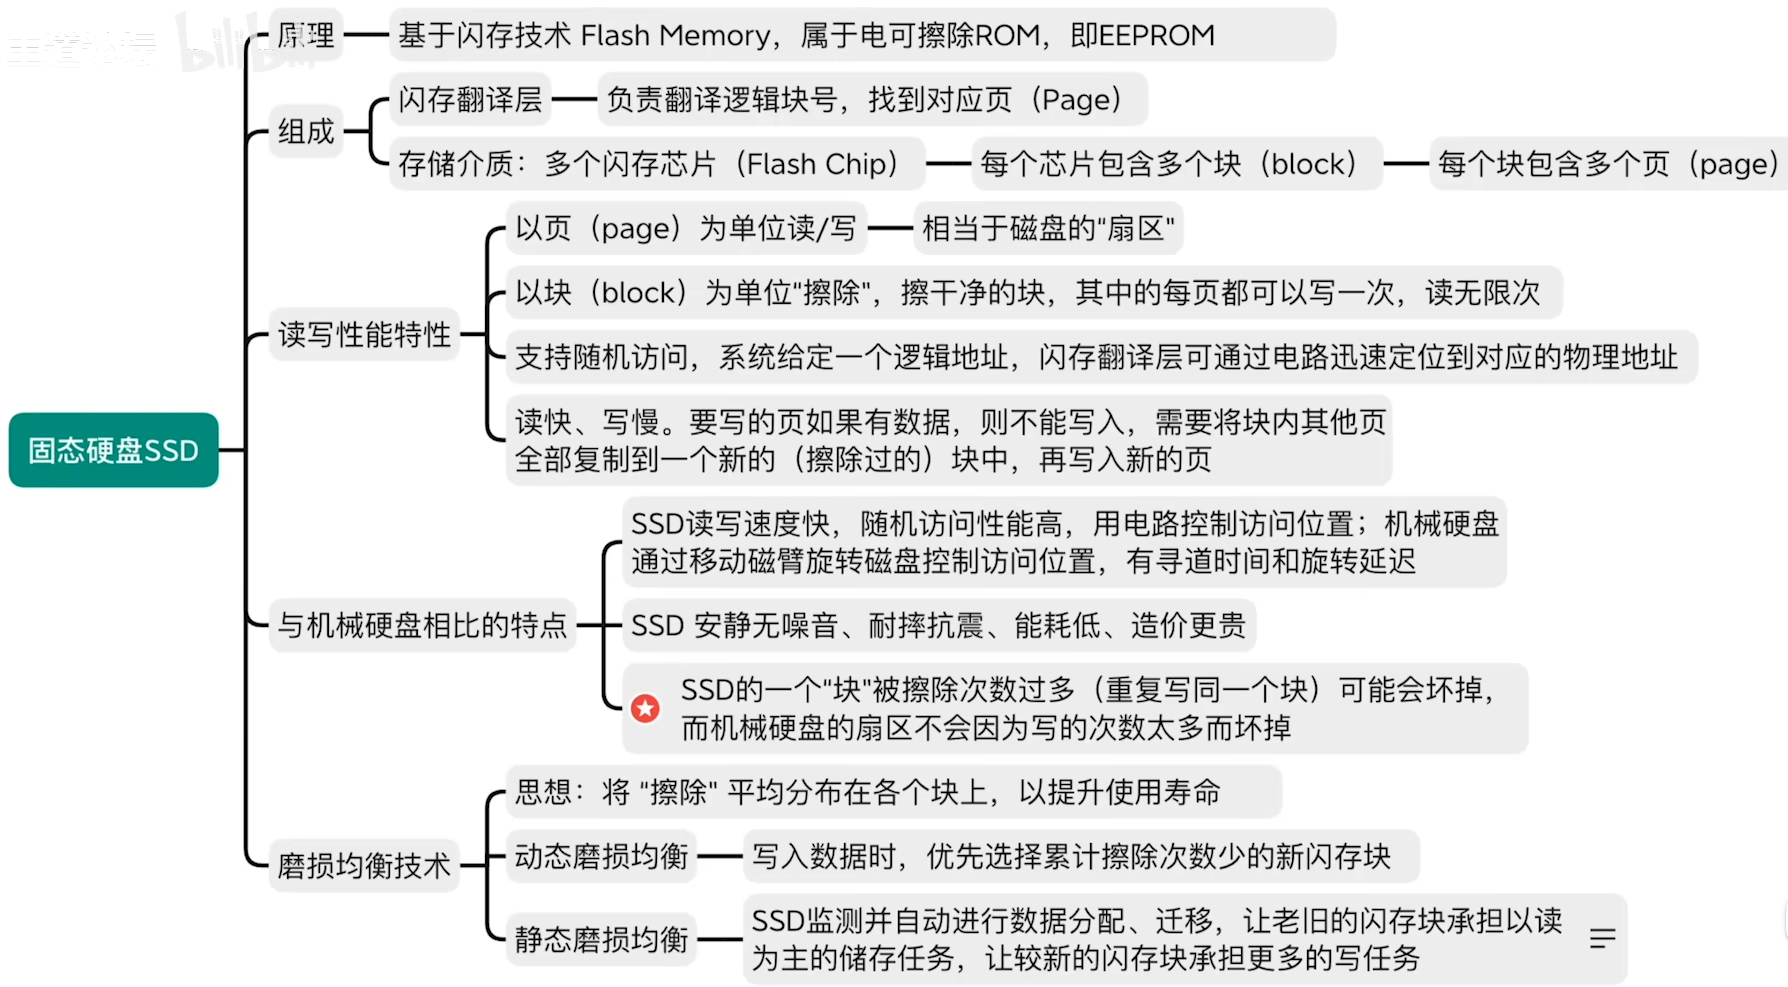 原理
基于闪存技术 Flash Memory，属于电可擦除ROM，即EEPROM
组成
闪存翻译层
负责翻译逻辑块号，找到对应页（Page）
存储介质：多个闪存芯片（Flash Chip）
每个芯片包含多个块（block）
每个块包含多个页（page）
固态硬盘SSD
读写性能特性
以页（page）为单位读/写
相当于磁盘的“扇区”
以块（block）为单位"擦除"，擦干净的块，其中的每页都可以写一次，读无限次
支持随机访问，系统给定一个逻辑地址，闪存翻译层可通过电路迅速定位到对应的物理地址
读快、写慢。要写的页如果有数据，则不能写入，需要将块内其他页
全部复制到一个新的（擦除过的）块中，再写入新的页
与机械硬盘相比的特点
SSD读写速度快，随机访问性能高，用电路控制访问位置；机械硬盘
通过移动磁臂旋转磁盘控制访问位置，有寻道时间和旋转延迟
SSD 安静无噪音、耐摔抗震、能耗低、造价更贵
SSD的一个"块"被擦除次数过多（重复写同一个块）可能会坏掉，
而机械硬盘的扇区不会因为写的次数太多而坏掉
磨损均衡技术
思想：将 "擦除" 平均分布在各个块上，以提升使用寿命
动态磨损均衡
写入数据时，优先选择累计擦除次数少的新闪存块
静态磨损均衡
SSD监测并自动进行数据分配、迁移，让老旧的闪存块承担以读
为主的储存任务，让较新的闪存块承担更多的写任务
bilibili